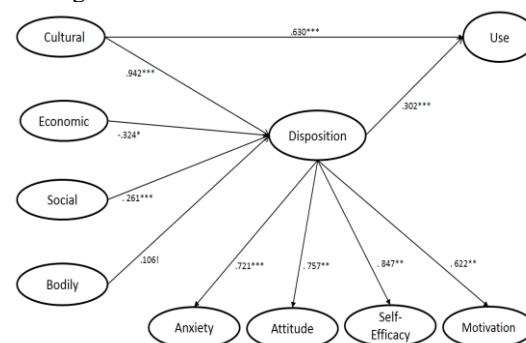 Cultural
.630***
Use
.942***
Economic
-.324*
Disposition
.302***
Social
.261***
Bodily
.106!
.721***
.757**
.847**
.622**
Anxiety
Attitude
Self-
Efficacy
Motivation